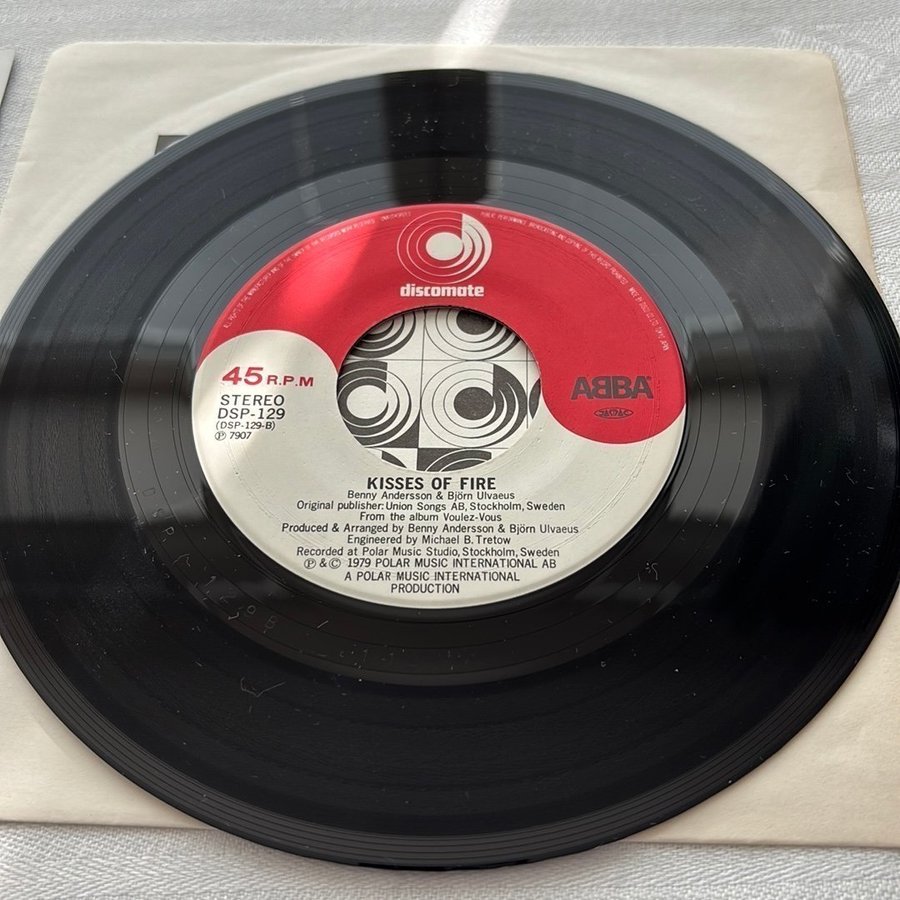 discomate
45 R.P.M
STEREO
DSP-129
(DSP-129-B)
Ⓟ 7907
ABBA
JASRAC
KISSES OF FIRE
Benny Andersson & Björn Ulvaeus
Original publisher: Union Songs AB, Stockholm, Sweden
From the album Voulez-Vous
Produced & Arranged by Benny Andersson & Björn Ulvaeus
Engineered by Michael B. Tretow
Recorded at Polar Music Studio, Stockholm, Sweden
Ⓟ & © 1979 POLAR MUSIC INTERNATIONAL AB
A POLAR MUSIC INTERNATIONAL
PRODUCTION